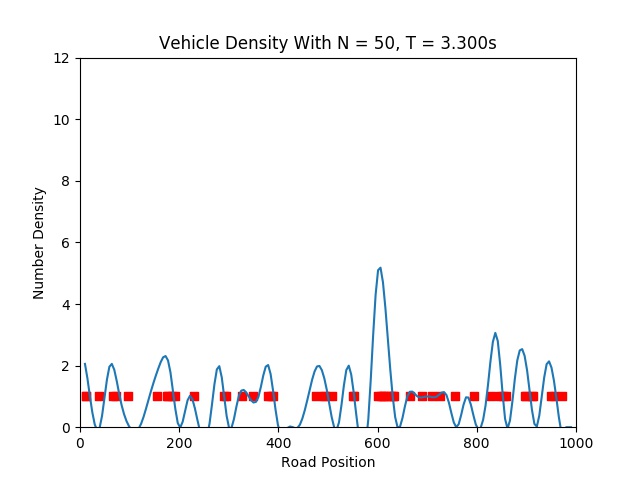 Vehicle Density With N = 50, T = 3.300s
12
10
8
6
4
2
0
Number Density
0 200 400 600 800 1000
Road Position